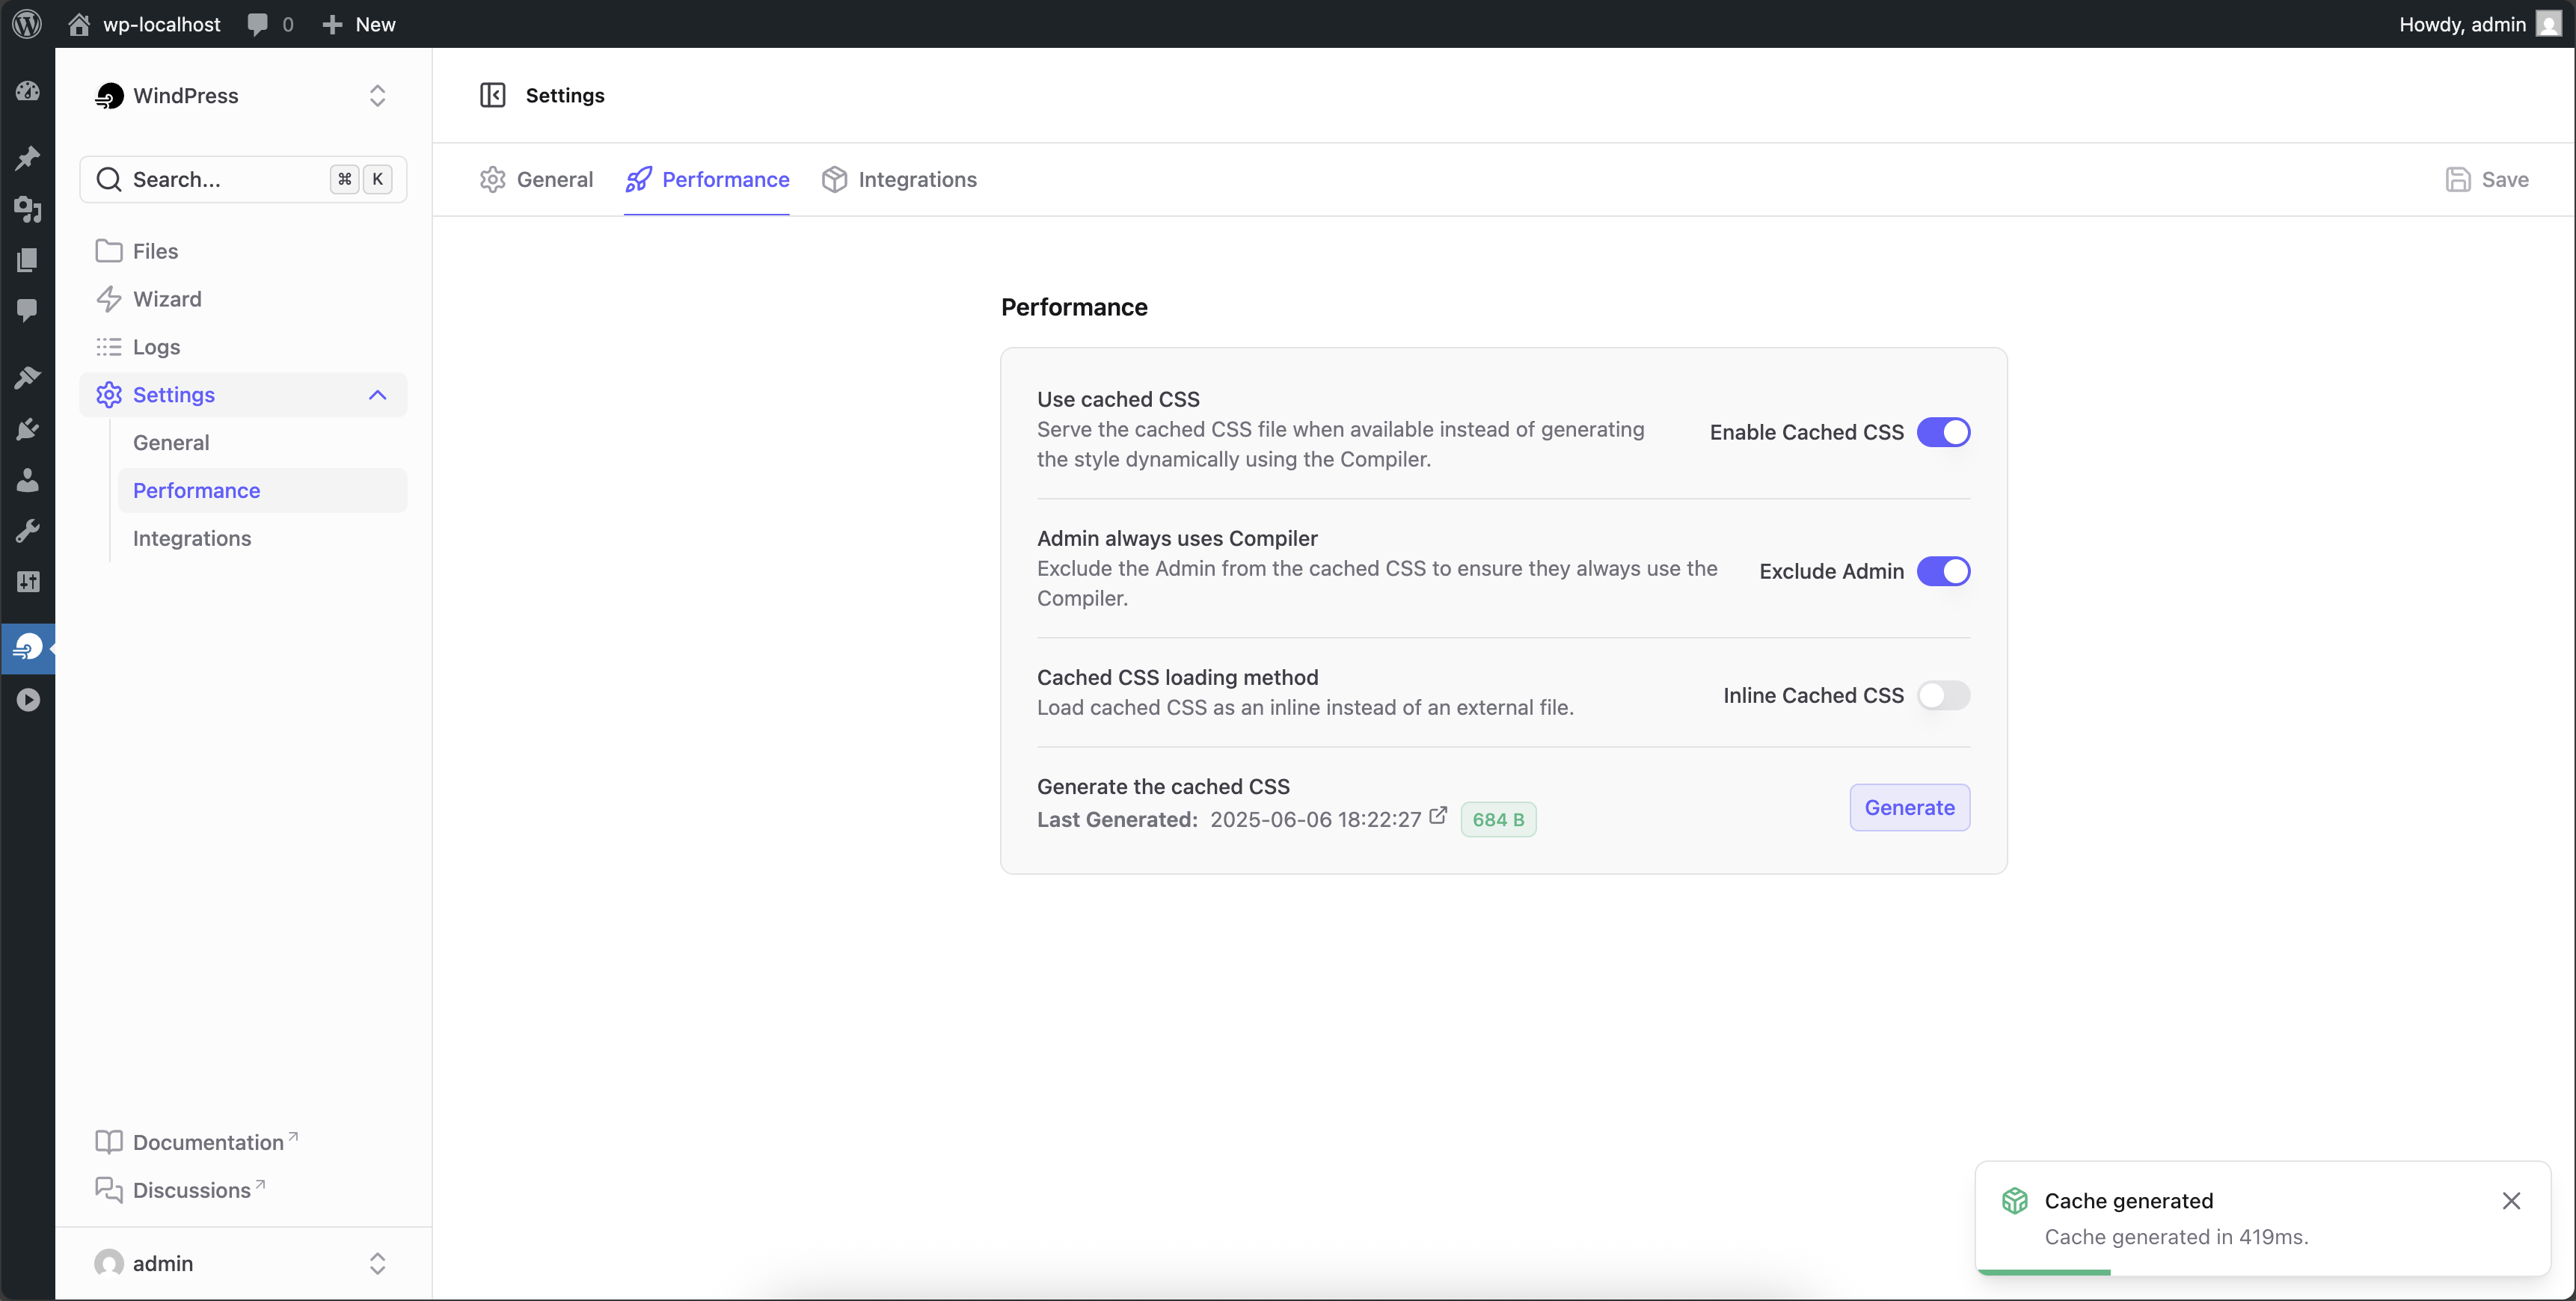 wp-localhost
0
New
Howdy, admin
WindPress
Search...
⌘ K
Files
Wizard
Logs
Settings
General
Performance
Integrations
Documentation
Discussions
admin
Settings
General
Performance
Integrations
Save
Performance
Use cached CSS
Serve the cached CSS file when available instead of generating
the style dynamically using the Compiler.
Enable Cached CSS
Admin always uses Compiler
Exclude the Admin from the cached CSS to ensure they always use the
Compiler.
Exclude Admin
Cached CSS loading method
Load cached CSS as an inline instead of an external file.
Inline Cached CSS
Generate the cached CSS
Last Generated: 2025-06-06 18:22:27
684 B
Generate
Cache generated
Cache generated in 419ms.